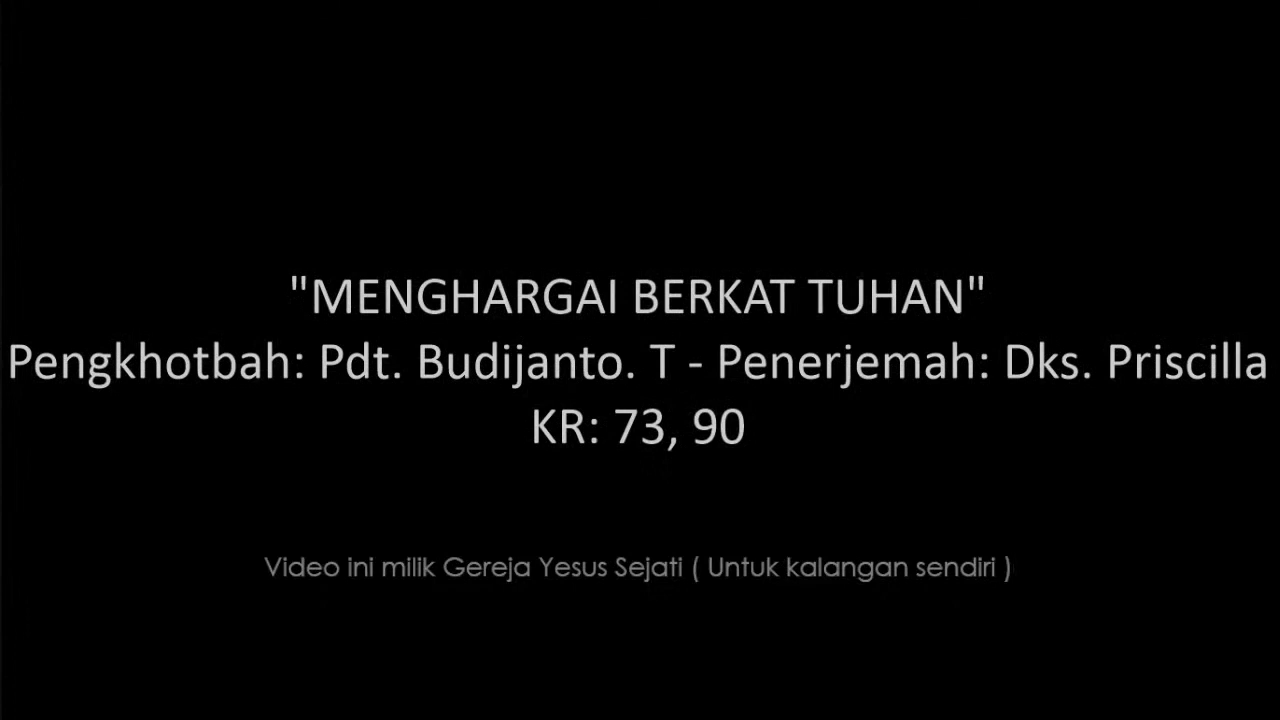 "MENGHARGAI BERKAT TUHAN"
Pengkhotbah: Pdt. Budijanto. T - Penerjemah: Dks. Priscilla
KR: 73, 90
Video ini milik Gereja Yesus Sejati ( Untuk kalangan sendiri )